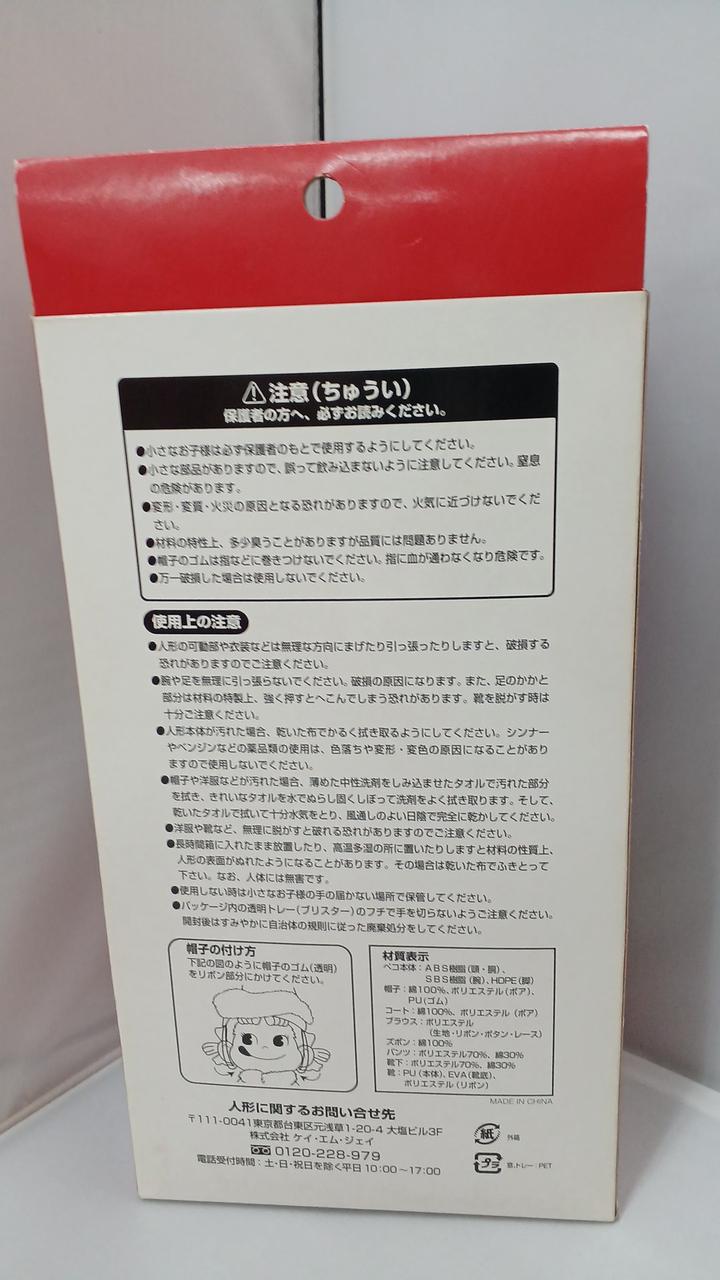 注意(ちゅうい)
保護者の方へ、必ずお読みください。
●小さなお子様は必ず保護者のもとで使用するようにしてください。
●小さな部品がありますので、誤って飲み込まないように注意してください。窒息
の危険があります。
●変形・変質・火災の原因となる恐れがありますので、火気に近づけないでくだ
さい。
●材料の特性上、多少臭うことがありますが品質には問題ありません。
●帽子のゴムは指などに巻きつけないでください。指に血が通わなくなり危険です。
●万一破損した場合は使用しないでください。
使用上の注意
●人形の可動部や衣装などは無理な方向にまげたり引っ張ったりしますと、破損する
恐れがありますのでご注意ください。
●腕や足を無理に引っ張らないでください。破損の原因になります。また、足のかかと
部分は材料の特製上、強く押すとへこんでしまう恐れがあります。靴を脱がす時は
十分ご注意ください。
●人形本体が汚れた場合、乾いた布でかるく拭き取るようにしてください。シンナー
やベンジンなどの薬品類の使用は、色落ちや変形・変色の原因になることがあり
ますので使用しないでください。
●帽子や洋服などが汚れた場合、薄めた中性洗剤をしみ込ませたタオルで汚れた部分
を拭き、きれいなタオルを水でぬらし固くしぼって洗剤をよく拭き取ります。そして、
乾いたタオルで拭いて十分水気をとり、風通しのよい日陰で完全に乾かしてください。
●洋服や靴など、無理に脱がすと破れる恐れがありますのでご注意ください。
●長時間箱に入れたまま放置したり、高温多湿の所に置いたりしますと材料の性質上、
人形の表面がぬれたようになることがあります。その場合は乾いた布でふきとって
下さい。なお、人体には無害です。
●使用しない時は小さなお子様の手の届かない場所で保管してください。
●パッケージ内の透明トレー(ブリスター)のフチで手を切らないようご注意ください。
開封後はすみやかに自治体の規則に従った廃棄処分をしてください。
帽子の付け方
下記の図のように帽子のゴム(透明)
をリボン部分にかけてください。
材質表示
ペコ本体:ABS樹脂(頭・胴)、
SBS樹脂(腕)、HDPE(脚)
帽子:綿100%、ポリエステル(ボア)、
PU(ゴム)
コート:綿100%、ポリエステル(ボア)
ブラウス:ポリエステル
(生地・リボン・ボタン・レース)
ズボン:綿100%
パンツ:ポリエステル70%、綿30%
靴下:ポリエステル70%、綿30%
靴:PU(本体)、EVA(靴底)、
ポリエステル(リボン)
MADE IN CHINA
人形に関するお問い合せ先
〒111-0041東京都台東区元浅草1-20-4 大塩ビル3F
株式会社 ケイ・エム・ジェイ
0120-228-979
電話受付時間:土・日・祝日を除く平日 10:00~17:00
紙 外箱
プラ 窓、トレー:PET